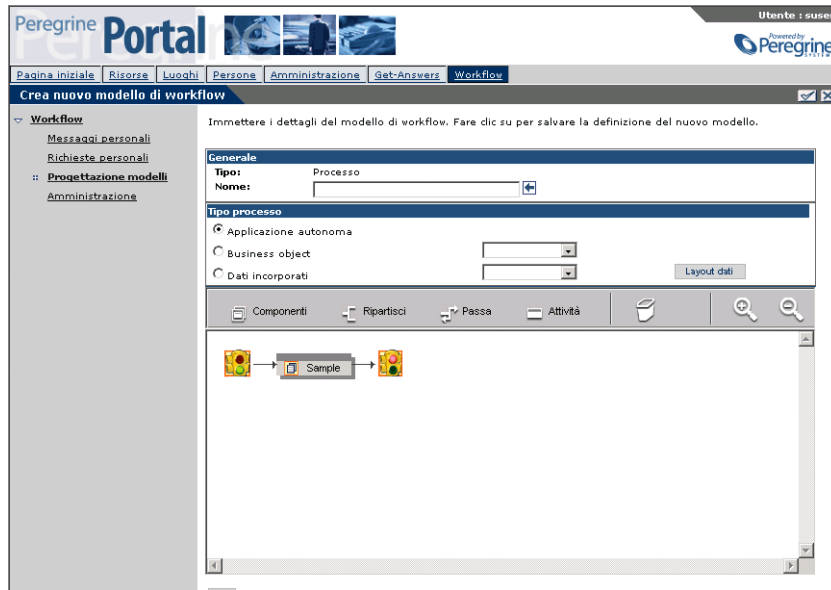 Peregrine Portal
Utente : suse
Powered by
Peregrine
SYSTEMS
Pagina iniziale Risorse Luoghi Persone Amministrazione Get-Answers Workflow
Crea nuovo modello di workflow
Workflow
Messaggi personali
Richieste personali
Progettazione modelli
Amministrazione
Immettere i dettagli del modello di workflow. Fare clic su per salvare la definizione del nuovo modello.
Generale
Tipo: Processo
Nome:
Tipo processo
Applicazione autonoma
Business object
Dati incorporati
Layout dati
Componenti Ripartisci Passa Attività
Sample